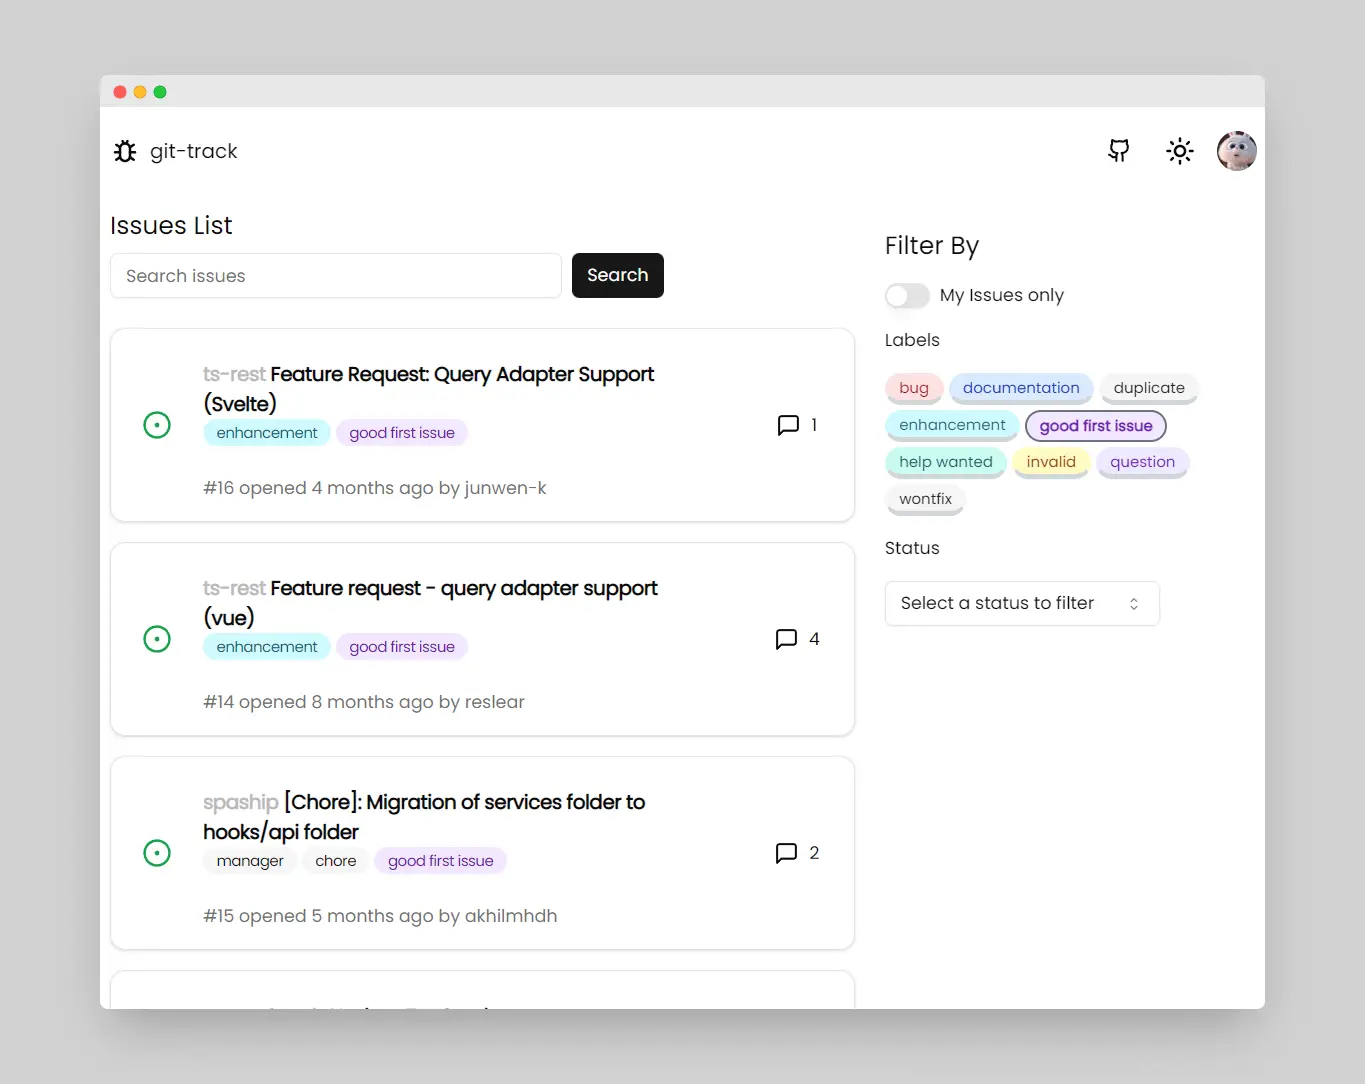 git-track
Issues List
Search issues
Search
ts-rest Feature Request: Query Adapter Support
(Svelte)
enhancement good first issue
1
#16 opened 4 months ago by junwen-k
ts-rest Feature request - query adapter support
(vue)
enhancement good first issue
4
#14 opened 8 months ago by reslear
spaship [Chore]: Migration of services folder to
hooks/api folder
manager chore good first issue
2
#15 opened 5 months ago by akhilmhdh
Filter By
My Issues only
Labels
bug documentation duplicate
enhancement good first issue
help wanted invalid question
wontfix
Status
Select a status to filter